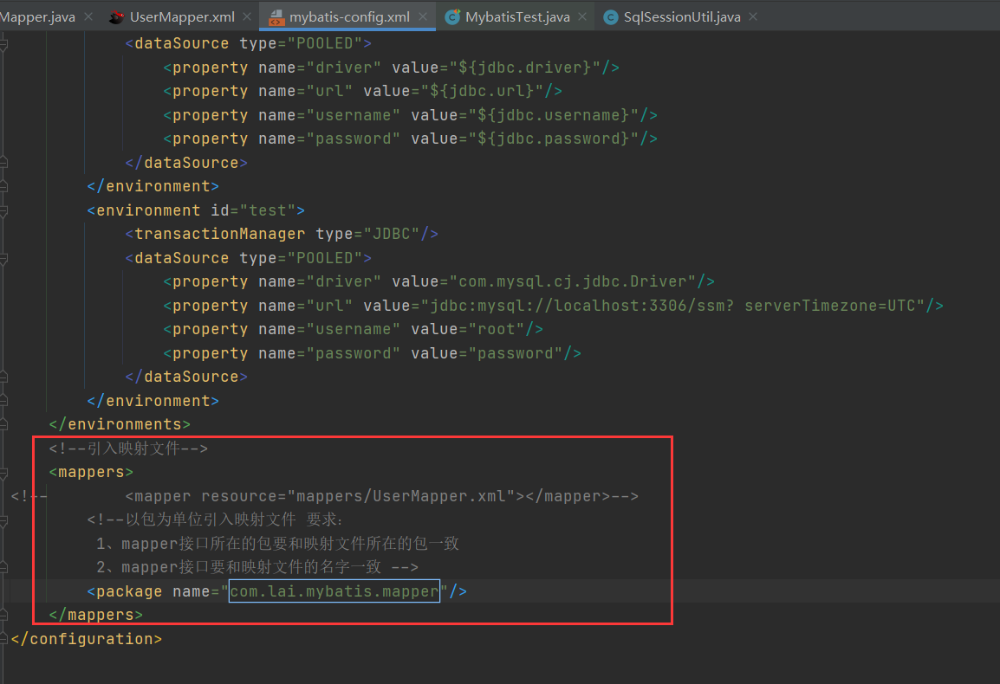 Mapper.java × UserMapper.xml × mybatis-config.xml × MybatisTest.java × SqlSessionUtil.java ×
<dataSource type="POOLED">
<property name="driver" value="${jdbc.driver}"/>
<property name="url" value="${jdbc.url}"/>
<property name="username" value="${jdbc.username}"/>
<property name="password" value="${jdbc.password}"/>
</dataSource>
</environment>
<environment id="test">
<transactionManager type="JDBC"/>
<dataSource type="POOLED">
<property name="driver" value="com.mysql.cj.jdbc.Driver"/>
<property name="url" value="jdbc:mysql://localhost:3306/ssm? serverTimezone=UTC"/>
<property name="username" value="root"/>
<property name="password" value="password"/>
</dataSource>
</environment>
</environments>
<!--引入映射文件-->
<mappers>
<!-- <mapper resource="mappers/UserMapper.xml"></mapper>-->
<!--以包为单位引入映射文件 要求:
1、mapper接口所在的包要和映射文件所在的包一致
2、mapper接口要和映射文件的名字一致 -->
<package name="com.lai.mybatis.mapper"/>
</mappers>
</configuration>